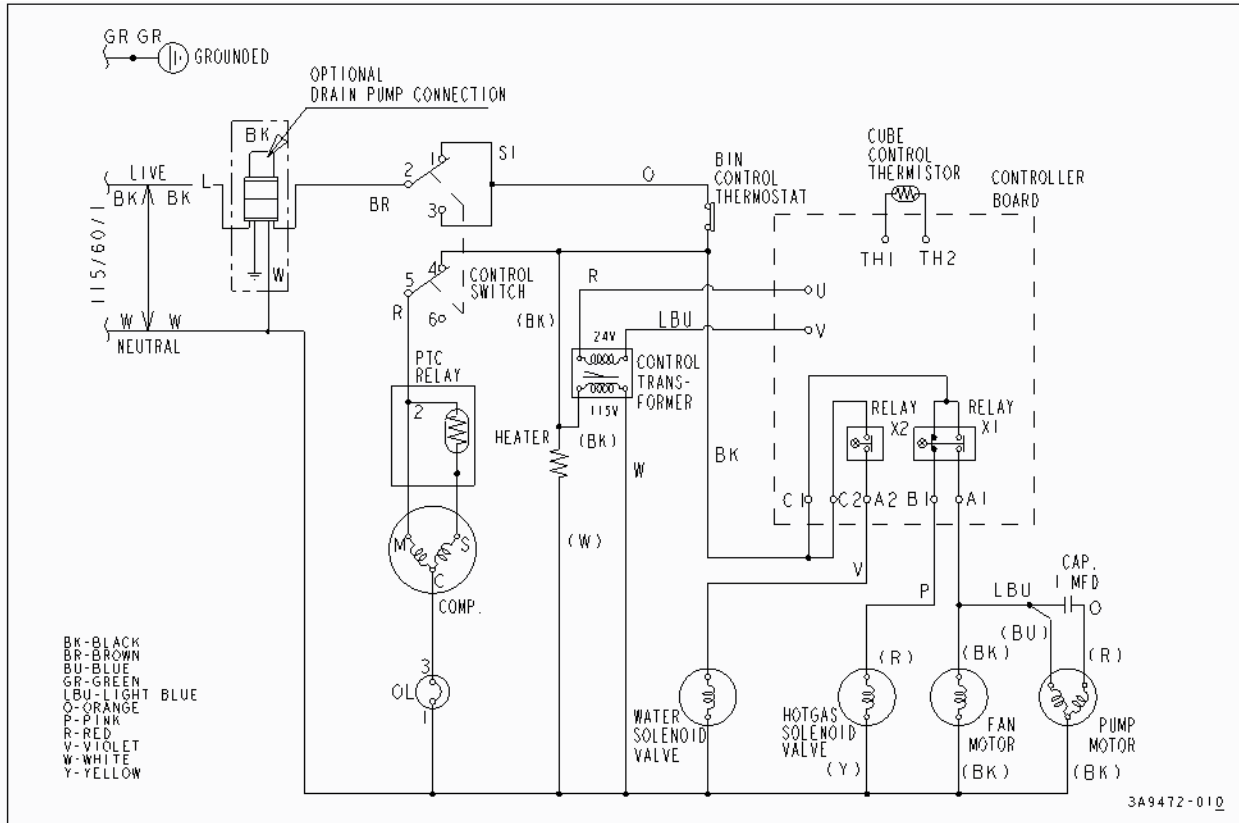 GR GR
GROUNDED
OPTIONAL
DRAIN PUMP CONNECTION
BK
LIVE
BK BK
L
115/60/1
W
W W
NEUTRAL
BR
2
1
3
S1
O
BIN
CONTROL
THERMOSTAT
CUBE
CONTROL
THERMISTOR
CONTROLLER
BOARD
TH1 TH2
4
5
6
CONTROL
SWITCH
R
R
(BK)
LBU
U
V
24V
115V
CONTROL
TRANS-
FORMER
(BK)
PTC
RELAY
2
HEATER
W
(W)
BK
RELAY
X2
RELAY
X1
C1 C2 A2 B1 A1
M S
C
COMP.
3
OL
1
V
P
LBU
CAP.
1 MFD
O
(BU)
(R)
(BK)
(R)
WATER
SOLENOID
VALVE
HOTGAS
SOLENOID
VALVE
FAN
MOTOR
PUMP
MOTOR
(Y)
(BK)
(BK)
BK-BLACK
BR-BROWN
BU-BLUE
GR-GREEN
LBU-LIGHT BLUE
O-ORANGE
P-PINK
R-RED
V-VIOLET
W-WHITE
Y-YELLOW
3A9472-010